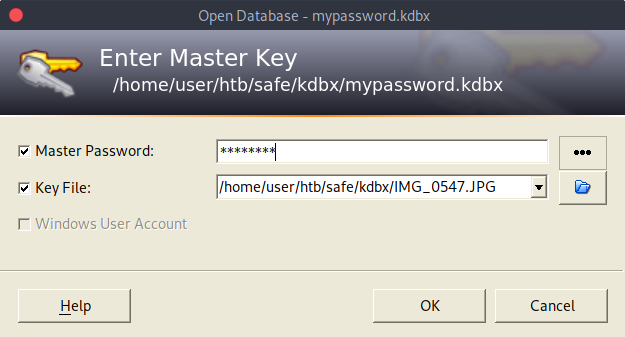 Open Database - mypassword.kdbx
Enter Master Key
/home/user/htb/safe/kdbx/mypassword.kdbx
Master Password:
********
•••
Key File:
/home/user/htb/safe/kdbx/IMG_0547.JPG
Windows User Account
Help
OK
Cancel